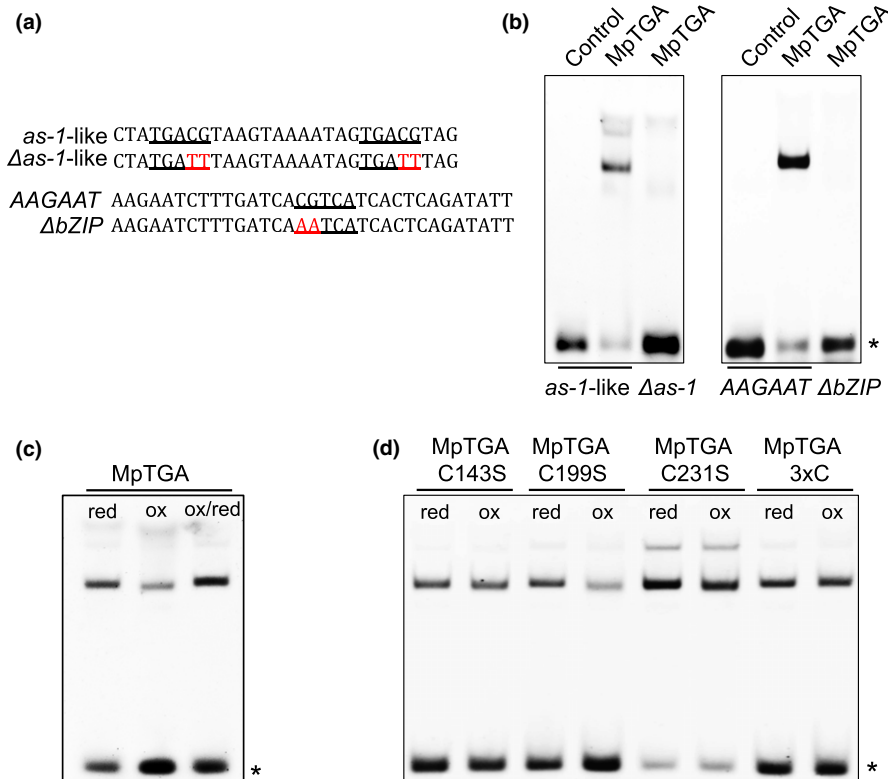 (a)
as-1-like CTATGACGTAAGTAAAATAGTGACGTAG
Δas-1-like CTATGATTTAAGTAAAATAGTGATTTAG
AAGAAT AAGAATCTTTGATCACGTCATCACTCAGATATT
ΔbZIP AAGAATCTTTGATCAAATCATCACTCAGATATT
(b)
Control MpTGA MpTGA Control MpTGA MpTGA
*
as-1-like Δas-1 AAGAAT ΔbZIP
(c)
MpTGA
red ox ox/red
*
(d)
MpTGA MpTGA MpTGA MpTGA
C143S C199S C231S 3xC
red ox red ox red ox red ox
*